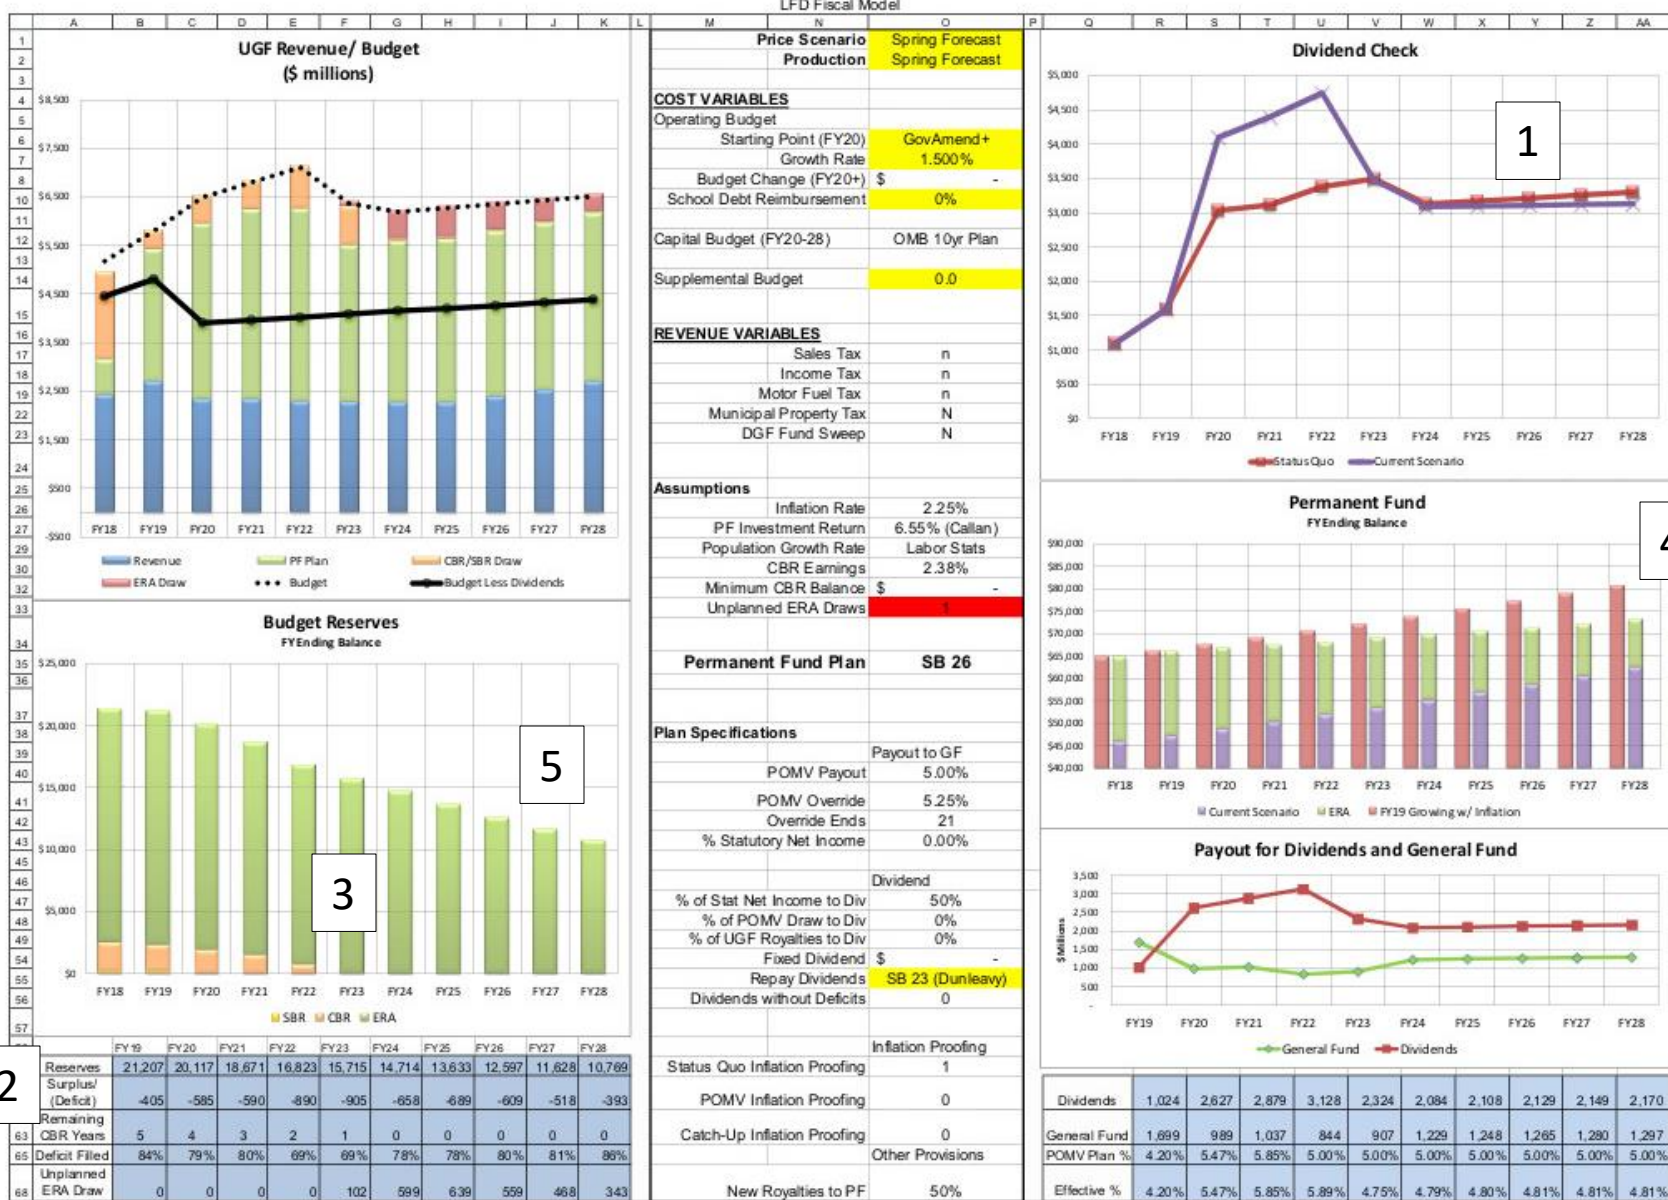 LFD Fiscal Model
A B C D E F G H I J K L M N O P Q R S T U V W X Y Z AA
UGF Revenue/ Budget
($ millions)
$8,500
$7,500
$6,500
$5,500
$4,500
$3,500
$2,500
$1,500
$500
-$500
FY18 FY19 FY20 FY21 FY22 FY23 FY24 FY25 FY26 FY27 FY28
Revenue PF Plan CBR/SBR Draw
ERA Draw Budget Budget Less Dividends
Budget Reserves
FY Ending Balance
$25,000
$20,000
$15,000
$10,000
$5,000
$0
5
3
FY18 FY19 FY20 FY21 FY22 FY23 FY24 FY25 FY26 FY27 FY28
SBR CBR ERA
2
FY19 FY20 FY21 FY22 FY23 FY24 FY25 FY26 FY27 FY28
Reserves 21,207 20,117 18,671 16,823 15,715 14,714 13,633 12,597 11,628 10,769
Surplus/
(Deficit) -405 -585 -590 -890 -905 -658 -689 -609 -518 -393
Remaining
63 CBR Years 5 4 3 2 1 0 0 0 0 0
65 Deficit Filled 84% 79% 80% 69% 69% 78% 78% 80% 81% 86%
Unplanned
68 ERA Draw 0 0 0 0 102 599 639 559 468 343
Price Scenario Spring Forecast
Production Spring Forecast
COST VARIABLES
Operating Budget
Starting Point (FY20) GovAmend+
Growth Rate 1.500%
Budget Change (FY20+) $ -
School Debt Reimbursement 0%
Capital Budget (FY20-28) OMB 10yr Plan
Supplemental Budget 0.0
REVENUE VARIABLES
Sales Tax n
Income Tax n
Motor Fuel Tax n
Municipal Property Tax N
DGF Fund Sweep N
Assumptions
Inflation Rate 2.25%
PF Investment Return 6.55% (Callan)
Population Growth Rate Labor Stats
CBR Earnings 2.38%
Minimum CBR Balance $ -
Unplanned ERA Draws 1
Permanent Fund Plan SB 26
Plan Specifications
Payout to GF
POMV Payout 5.00%
POMV Override 5.25%
Override Ends 21
% Statutory Net Income 0.00%
Dividend
% of Stat Net Income to Div 50%
% of POMV Draw to Div 0%
% of UGF Royalties to Div 0%
Fixed Dividend $ -
Repay Dividends SB 23 (Dunleavy)
Dividends without Deficits 0
Inflation Proofing
Status Quo Inflation Proofing 1
POMV Inflation Proofing 0
Catch-Up Inflation Proofing 0
Other Provisions
New Royalties to PF 50%
Dividend Check
$5,000
$4,500
$4,000
$3,500
$3,000
$2,500
$2,000
$1,500
$1,000
$500
$0
1
FY18 FY19 FY20 FY21 FY22 FY23 FY24 FY25 FY26 FY27 FY28
Status Quo Current Scenario
Permanent Fund
FY Ending Balance
$90,000
$85,000
$80,000
$75,000
$70,000
$65,000
$60,000
$55,000
$50,000
$45,000
$40,000
FY18 FY19 FY20 FY21 FY22 FY23 FY24 FY25 FY26 FY27 FY28
Current Scenario ERA FY19 Growing w/ Inflation
Payout for Dividends and General Fund
$ Millions
3,500
3,000
2,500
2,000
1,500
1,000
500
-
FY19 FY20 FY21 FY22 FY23 FY24 FY25 FY26 FY27 FY28
General Fund Dividends
Dividends 1,024 2,627 2,879 3,128 2,324 2,084 2,108 2,129 2,149 2,170
General Fund 1,699 989 1,037 844 907 1,229 1,248 1,265 1,280 1,297
POMV Plan % 4.20% 5.47% 5.85% 5.00% 5.00% 5.00% 5.00% 5.00% 5.00% 5.00%
Effective % 4.20% 5.47% 5.85% 5.89% 4.75% 4.79% 4.80% 4.81% 4.81% 4.81%